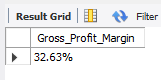 Result Grid Filter
Gross_Profit_Margin
32.63%